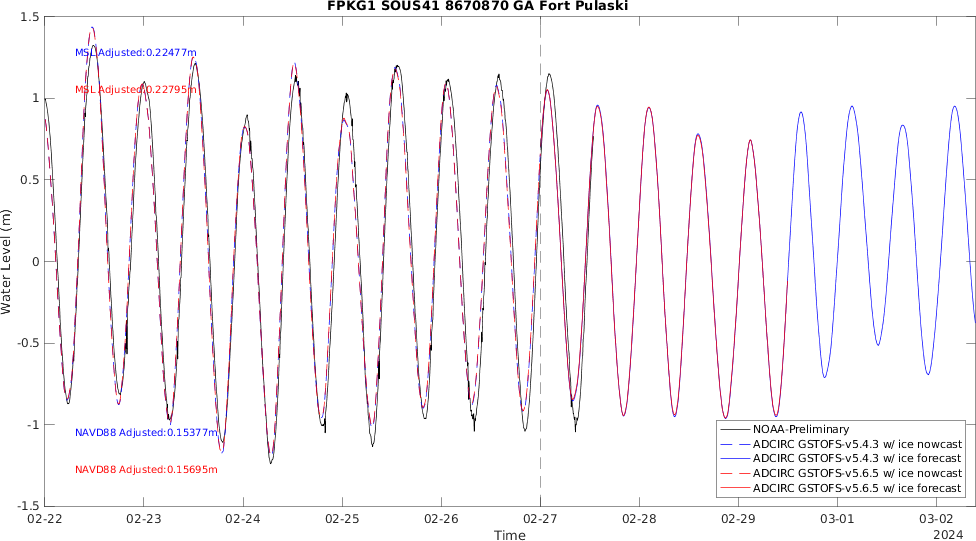 FPKG1 SOUS41 8670870 GA Fort Pulaski
1.5
1
0.5
0
-0.5
-1
-1.5
Water Level (m)
MSL Adjusted:0.22477m
MSL Adjusted:0.22795m
NAVD88 Adjusted:0.15377m
NAVD88 Adjusted:0.15695m
NOAA-Preliminary
ADCIRC GSTOFS-v5.4.3 w/ ice nowcast
ADCIRC GSTOFS-v5.4.3 w/ ice forecast
ADCIRC GSTOFS-v5.6.5 w/ ice nowcast
ADCIRC GSTOFS-v5.6.5 w/ ice forecast
02-22 02-23 02-24 02-25 02-26 02-27 02-28 02-29 03-01 03-02
Time
2024